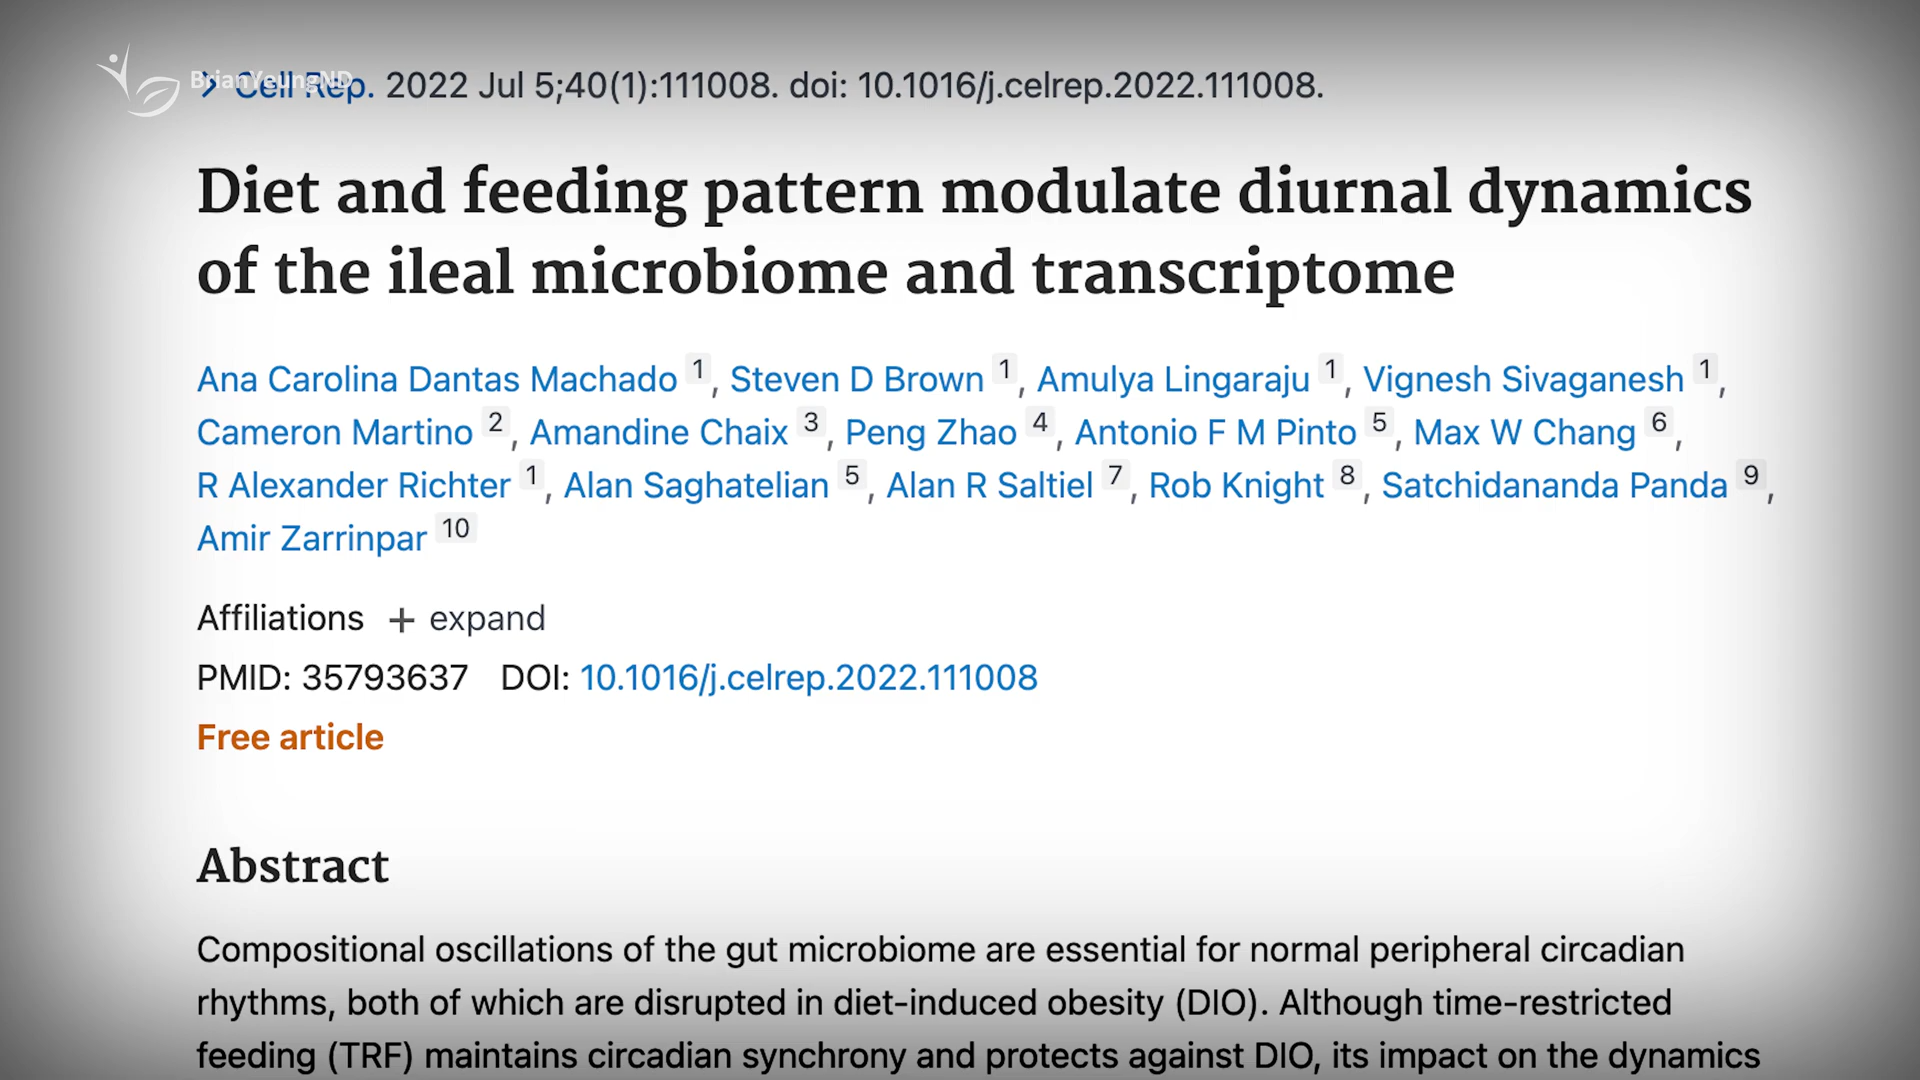 BrianYeungND
> Cell Rep. 2022 Jul 5;40(1):111008. doi: 10.1016/j.celrep.2022.111008.
Diet and feeding pattern modulate diurnal dynamics
of the ileal microbiome and transcriptome
Ana Carolina Dantas Machado 1, Steven D Brown 1, Amulya Lingaraju 1, Vignesh Sivaganesh 1,
Cameron Martino 2, Amandine Chaix 3, Peng Zhao 4, Antonio F M Pinto 5, Max W Chang 6,
R Alexander Richter 1, Alan Saghatelian 5, Alan R Saltiel 7, Rob Knight 8, Satchidananda Panda 9,
Amir Zarrinpar 10
Affiliations + expand
PMID: 35793637 DOI: 10.1016/j.celrep.2022.111008
Free article
Abstract
Compositional oscillations of the gut microbiome are essential for normal peripheral circadian
rhythms, both of which are disrupted in diet-induced obesity (DIO). Although time-restricted
feeding (TRF) maintains circadian synchrony and protects against DIO, its impact on the dynamics